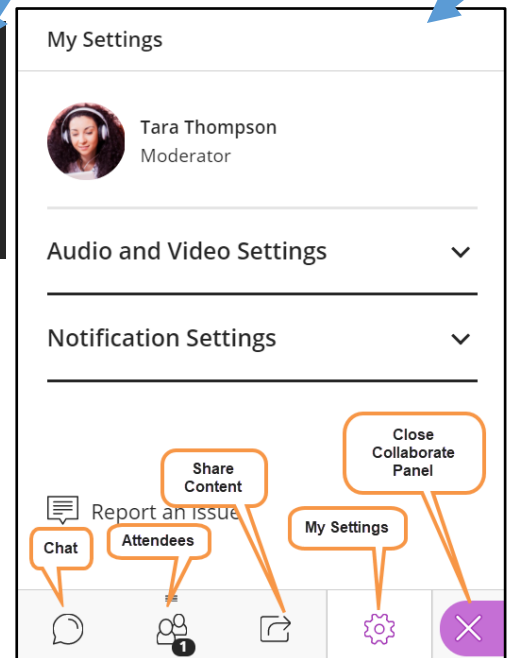 My Settings
Tara Thompson
Moderator
Audio and Video Settings
Notification Settings
Close
Collaborate
Panel
Share
Content
Report an issue
My Settings
Attendees
Chat
1